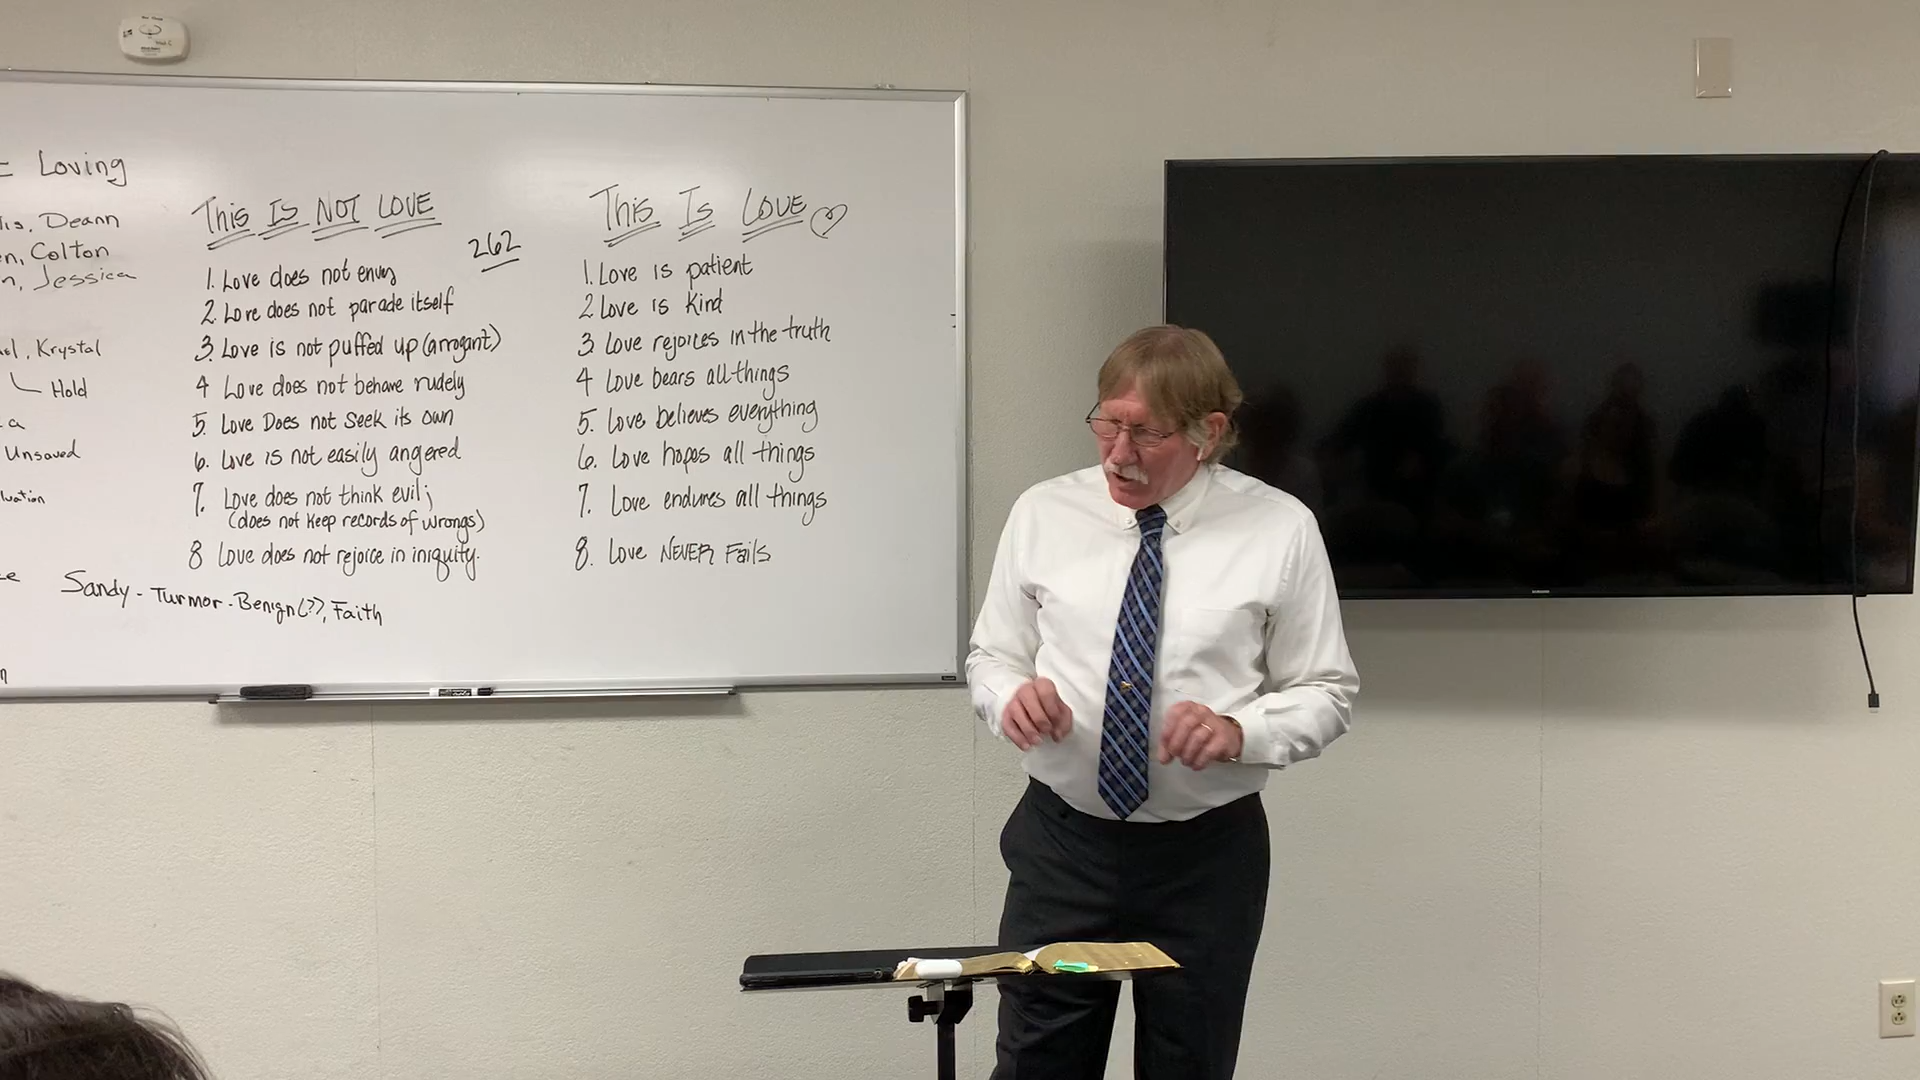 = Loving
Deann
Colton
Jessica
Krystal
Hold
Unsaved
This Is NOT LOVE
262
1. Love does not envy
2. Love does not parade itself
3. Love is not puffed up (arrogant)
4 Love does not behave rudely
5. Love Does not seek its own
6. Love is not easily angered
7. Love does not think evil;
(does not keep records of wrongs)
8 Love does not rejoice in iniquity.
Sandy - Turmor - Benign (??), Faith
This Is LOVE
1. Love is patient
2 Love is Kind
3 Love rejoices in the truth
4 Love bears all things
5. Love believes everything
6. Love hopes all things
7. Love endures all things
8. Love NEVER Fails
SAMSUNG